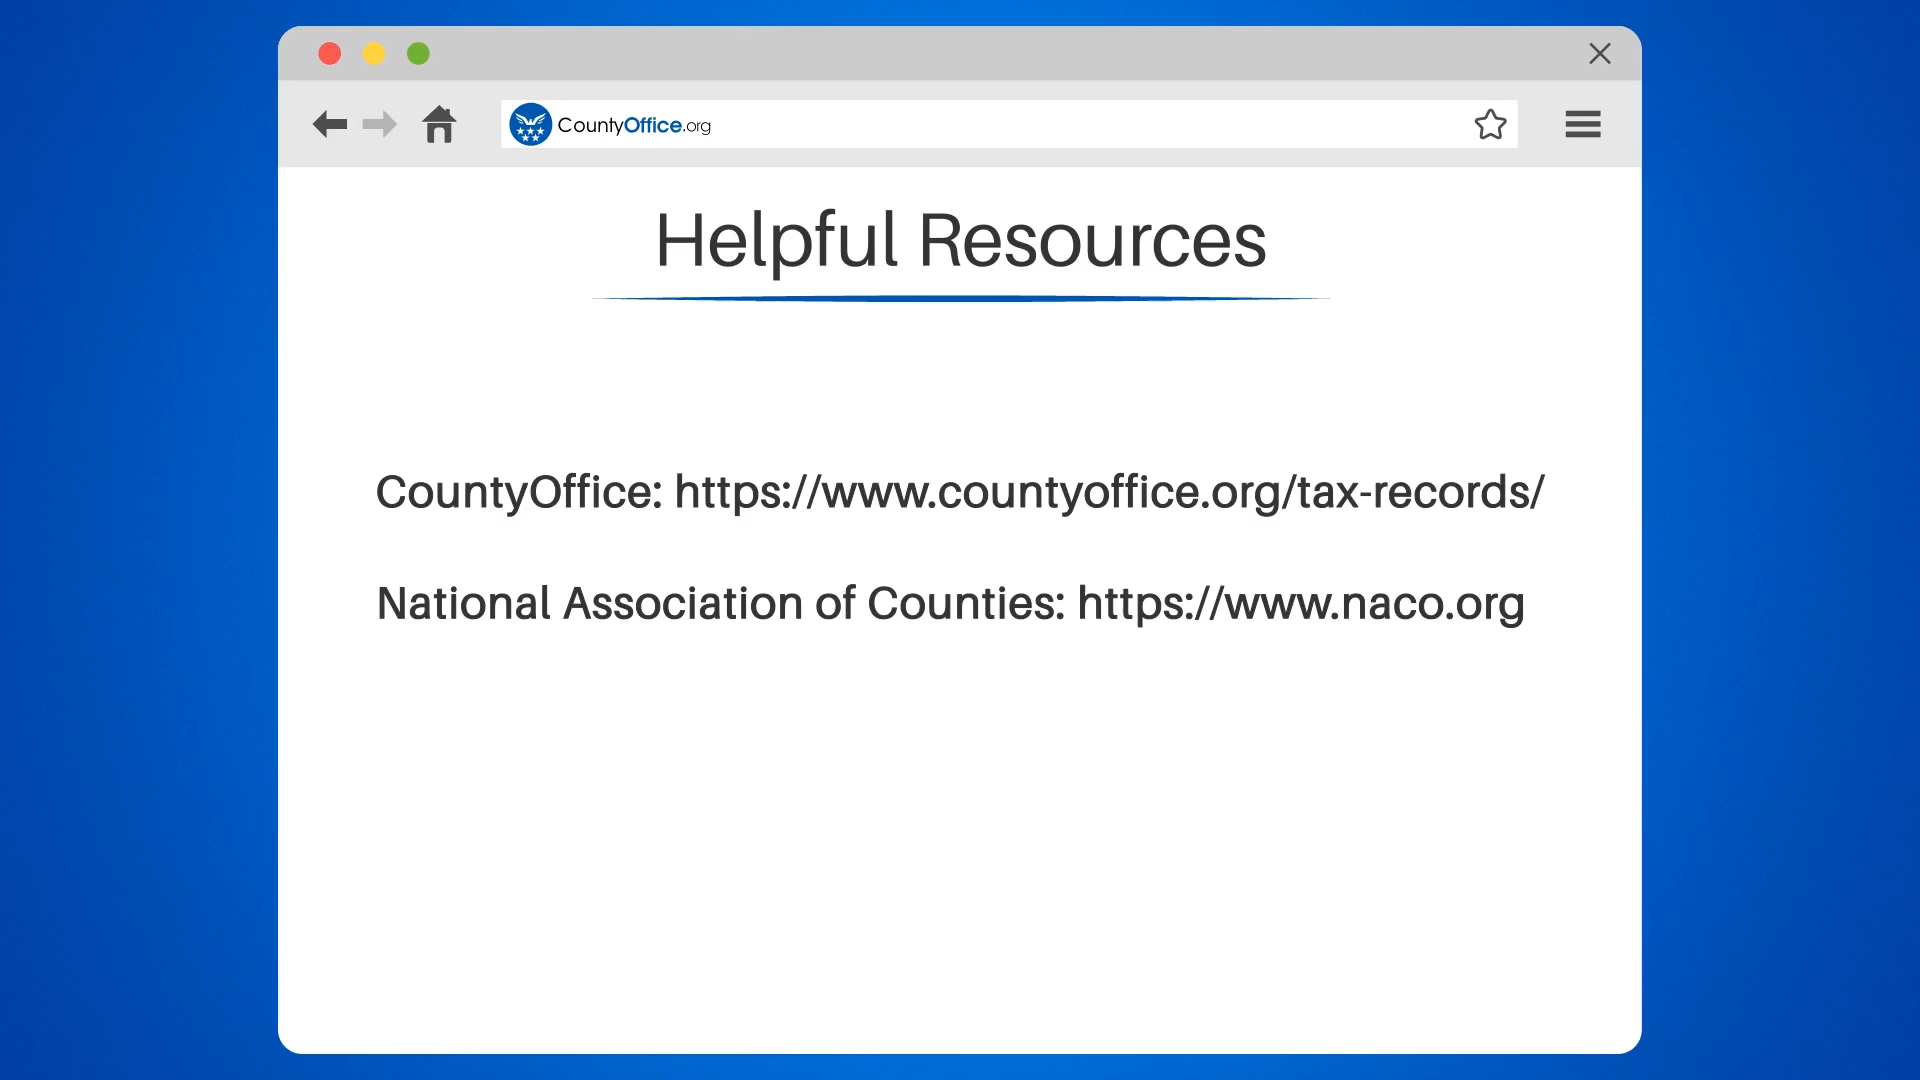 CountyOffice.org
Helpful Resources
CountyOffice: https://www.countyoffice.org/tax-records/
National Association of Counties: https://www.naco.org